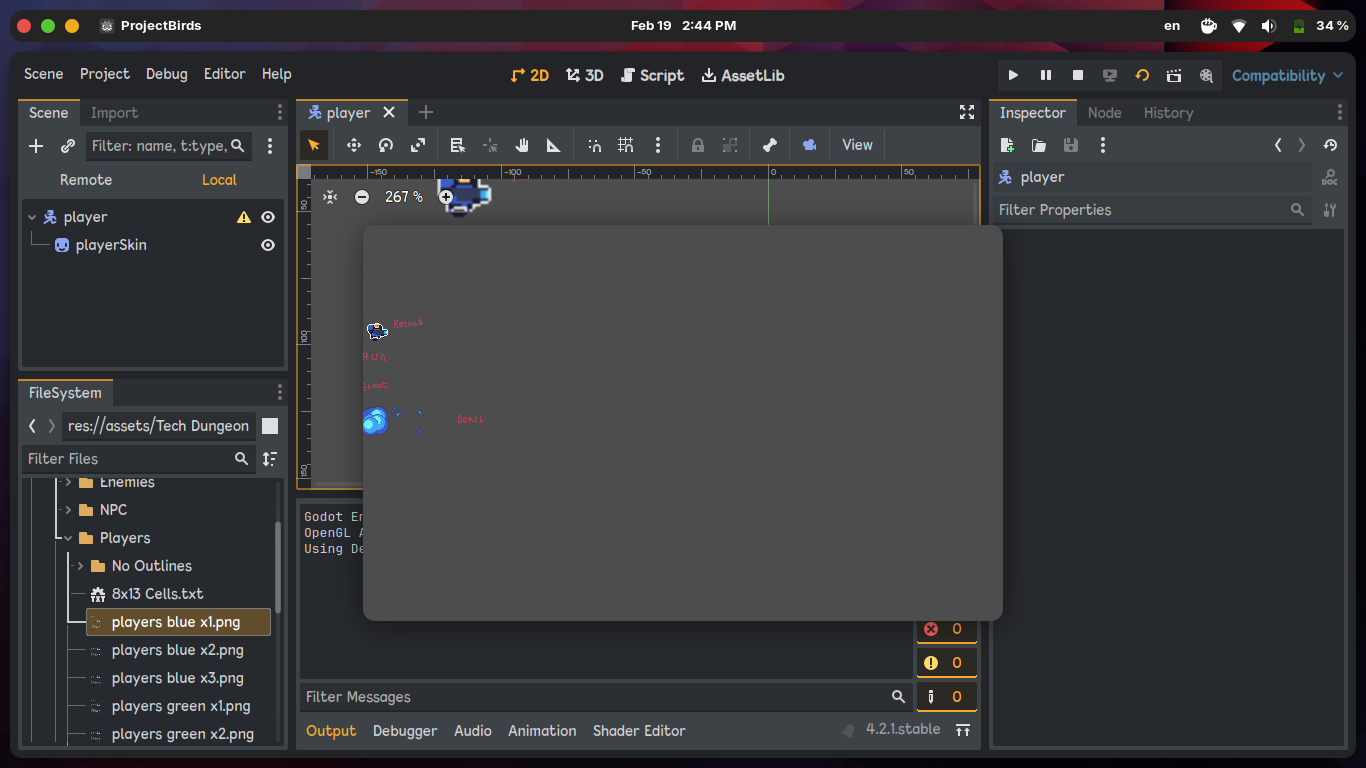 ProjectBirds
Feb 19 2:44 PM
en
34 %
Scene Project Debug Editor Help
2D 3D Script AssetLib
Compatibility
Scene Import
player
Inspector Node History
Filter: name, t:type,
View
Remote Local
player
-150 -100 -50 0 50
267 %
50
100
150
Filter Properties
player
playerSkin
Reload
RUN
Shoot
Death
FileSystem
res://assets/Tech Dungeon
Filter Files
Enemies
NPC
Players
No Outlines
8x13 Cells.txt
players blue x1.png
players blue x2.png
players blue x3.png
players green x1.png
players green x2.png
Godot En
OpenGL A
Using De
0
0
0
Filter Messages
Output Debugger Audio Animation Shader Editor
4.2.1.stable